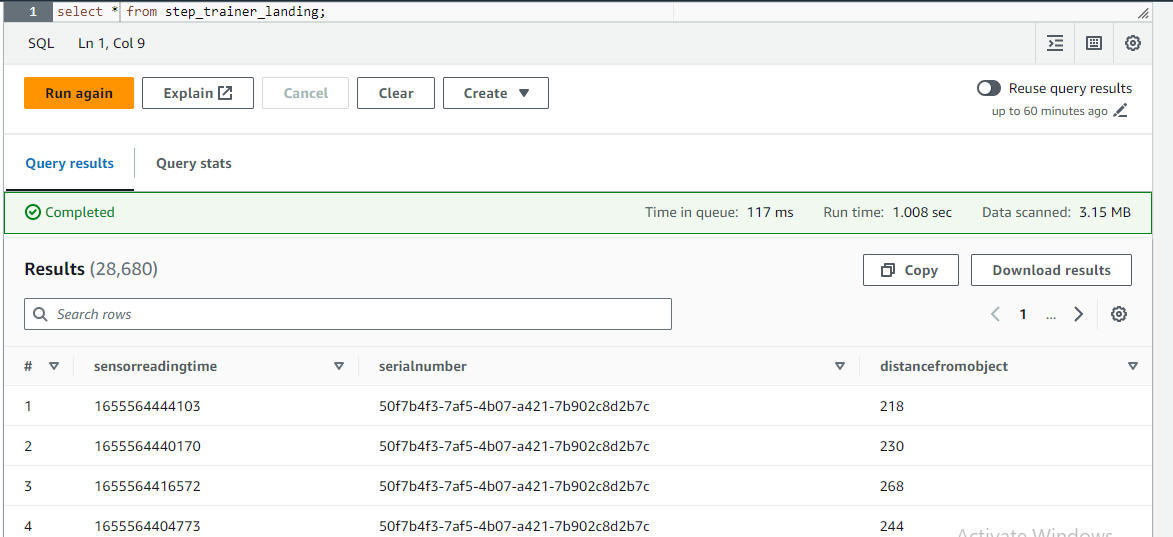 1 select * from step_trainer_landing;
SQL Ln 1, Col 9
Run again Explain Cancel Clear Create Reuse query results
up to 60 minutes ago
Query results Query stats
Completed Time in queue: 117 ms Run time: 1.008 sec Data scanned: 3.15 MB
Results (28,680) Copy Download results
Search rows 1 ...
# sensorreadingtime serialnumber distancefromobject
1 1655564444103 50f7b4f3-7af5-4b07-a421-7b902c8d2b7c 218
2 1655564440170 50f7b4f3-7af5-4b07-a421-7b902c8d2b7c 230
3 1655564416572 50f7b4f3-7af5-4b07-a421-7b902c8d2b7c 268
4 1655564404773 50f7b4f3-7af5-4b07-a421-7b902c8d2b7c 244
Activate Windows